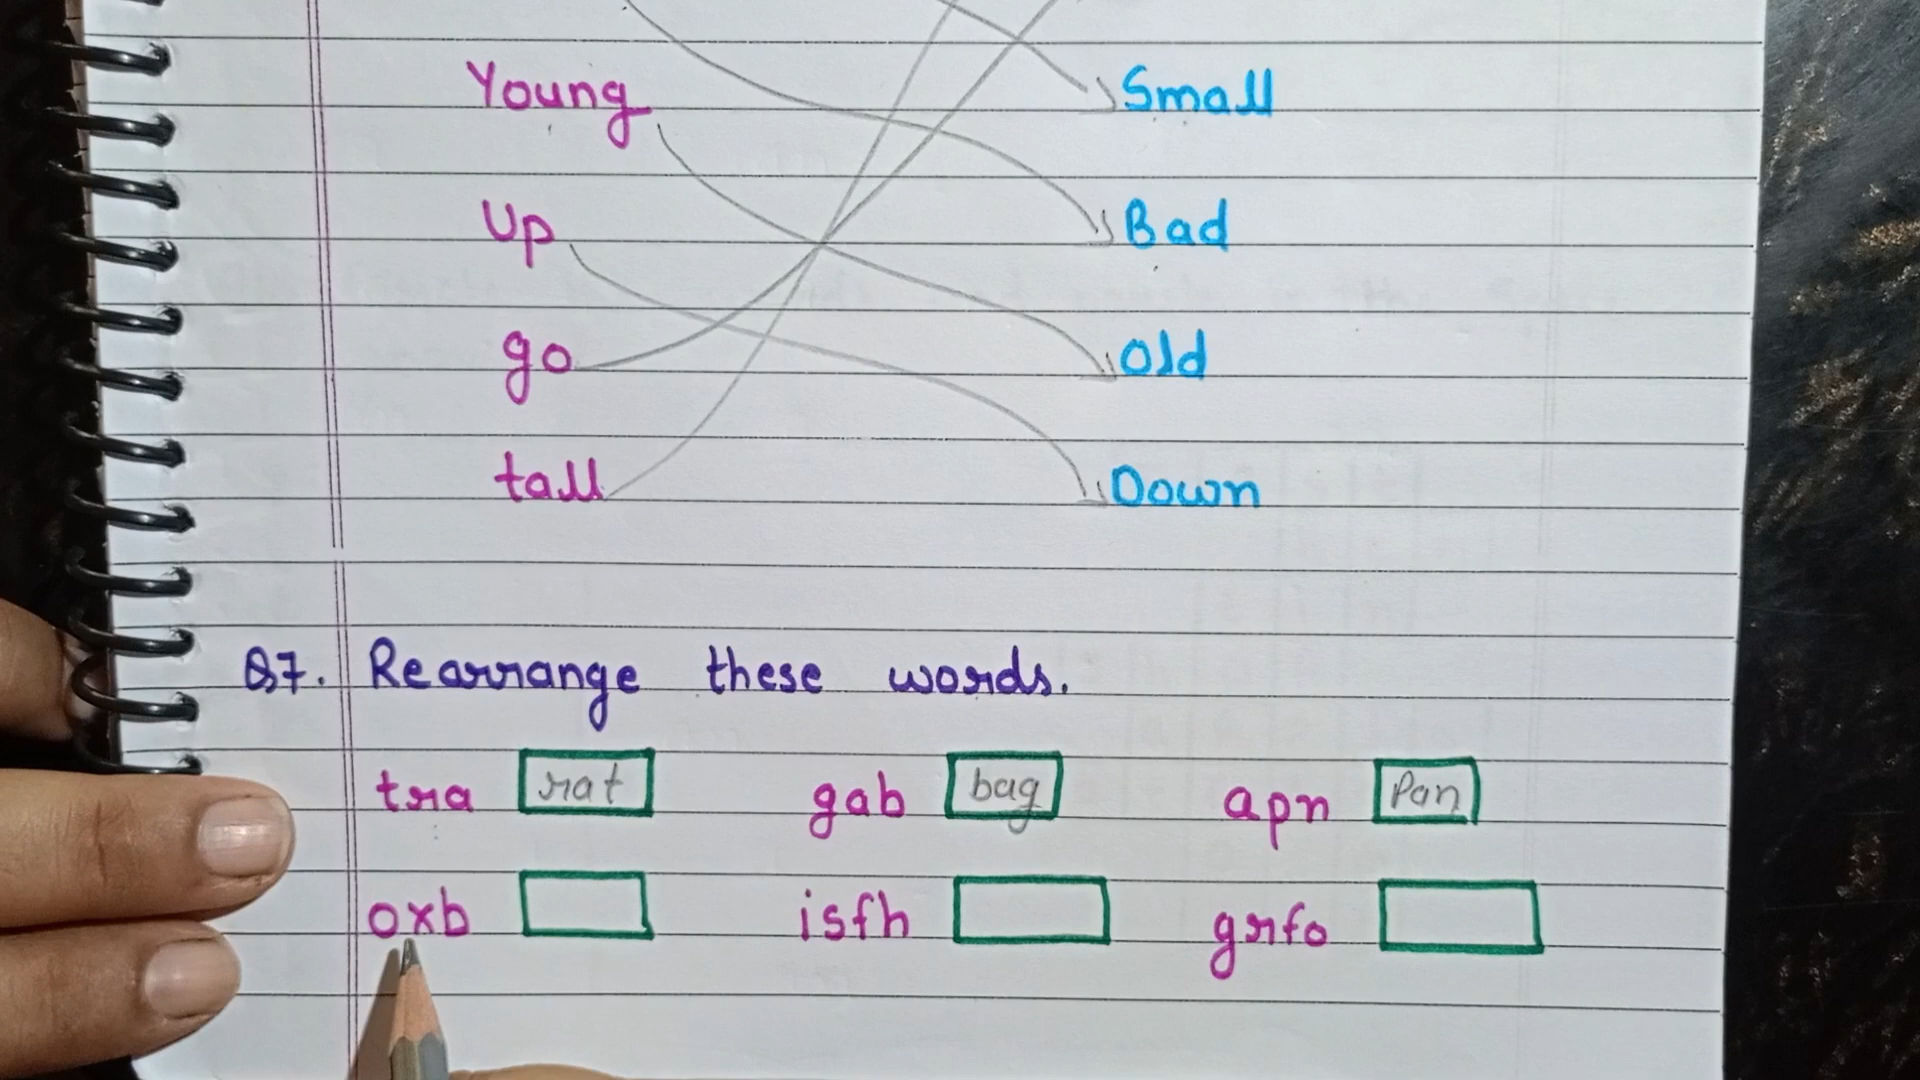 Young Small
Up Bad
go Old
tall Down
Q7. Rearrange these words.
tra rat gab bag apn Pan
oxb isfh grfo